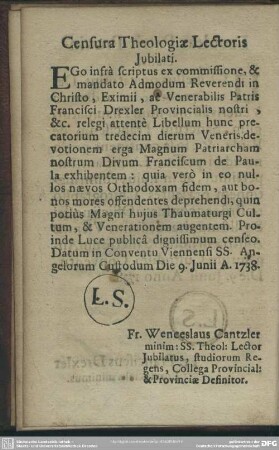 Censura Theologiæ Lectoris
Jubilati.
EGo infrà scriptus ex commissione, &
mandato Admodum Reverendi in
Christo, Eximii, ac Venerabilis Patris
Francisci Drexler Provincialis nostri,
&c. relegi attentè Libellum hunc pre-
catorium tredecim dierum Veneris, de-
votionem erga Magnum Patriarcham
nostrum Divum Franciscum de Pau-
la exhibentem: quia verò in eo nul-
los nævos Orthodoxam fidem, aut bo-
nos mores offendentes deprehendi, quin
potiùs Magni hujus Thaumaturgi Cul-
tum, & Venerationem augentem. Pro-
inde Luce publicâ dignissimum censeo.
Datum in Conventu Viennensi SS. An-
gelorum Custodum Die 9. Junii A. 1738.
L.S.
Fr. Wenceslaus Cantzler
minim: SS. Theol: Lector
Jubilatus, studiorum Re-
gens, Collega Provincial:
& Provinciæ Definitor.